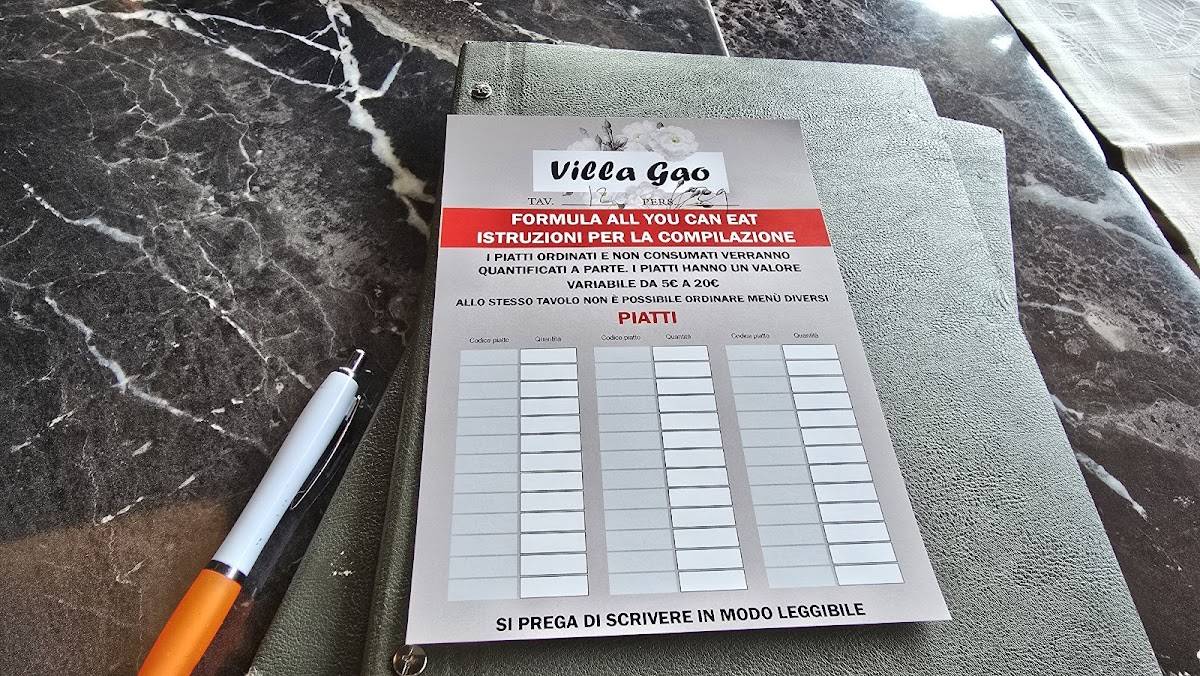 Villa Gao
TAV. 12 PERS.
FORMULA ALL YOU CAN EAT
ISTRUZIONI PER LA COMPILAZIONE
I PIATTI ORDINATI E NON CONSUMATI VERRANNO
QUANTIFICATI A PARTE. I PIATTI HANNO UN VALORE
VARIABILE DA 5€ A 20€
ALLO STESSO TAVOLO NON È POSSIBILE ORDINARE MENÙ DIVERSI
PIATTI
Codice piatto Quantità Codice piatto Quantità Codice piatto Quantità
SI PREGA DI SCRIVERE IN MODO LEGGIBILE